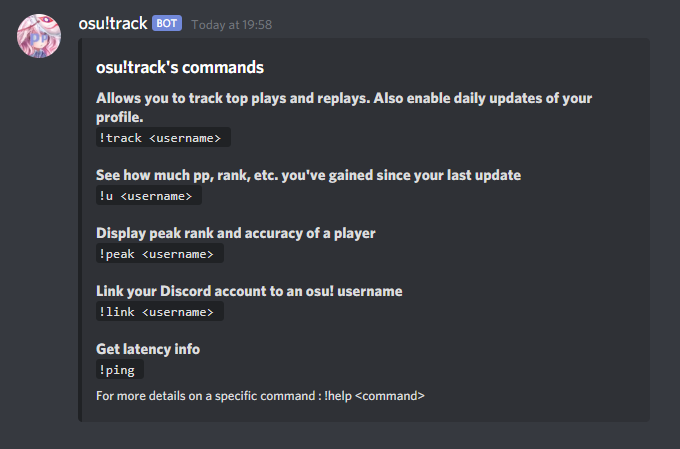 osu!track BOT Today at 19:58
osu!track's commands
Allows you to track top plays and replays. Also enable daily updates of your
profile.
!track <username>
See how much pp, rank, etc. you've gained since your last update
!u <username>
Display peak rank and accuracy of a player
!peak <username>
Link your Discord account to an osu! username
!link <username>
Get latency info
!ping
For more details on a specific command : !help <command>